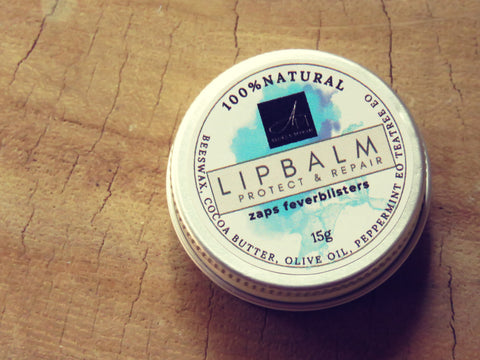 100% NATURAL
LIPBALM
PROTECT & REPAIR
zaps feverblisters
15g
BEESWAX, COCOA BUTTER, OLIVE OIL, PEPPERMINT EO TEATREE EO